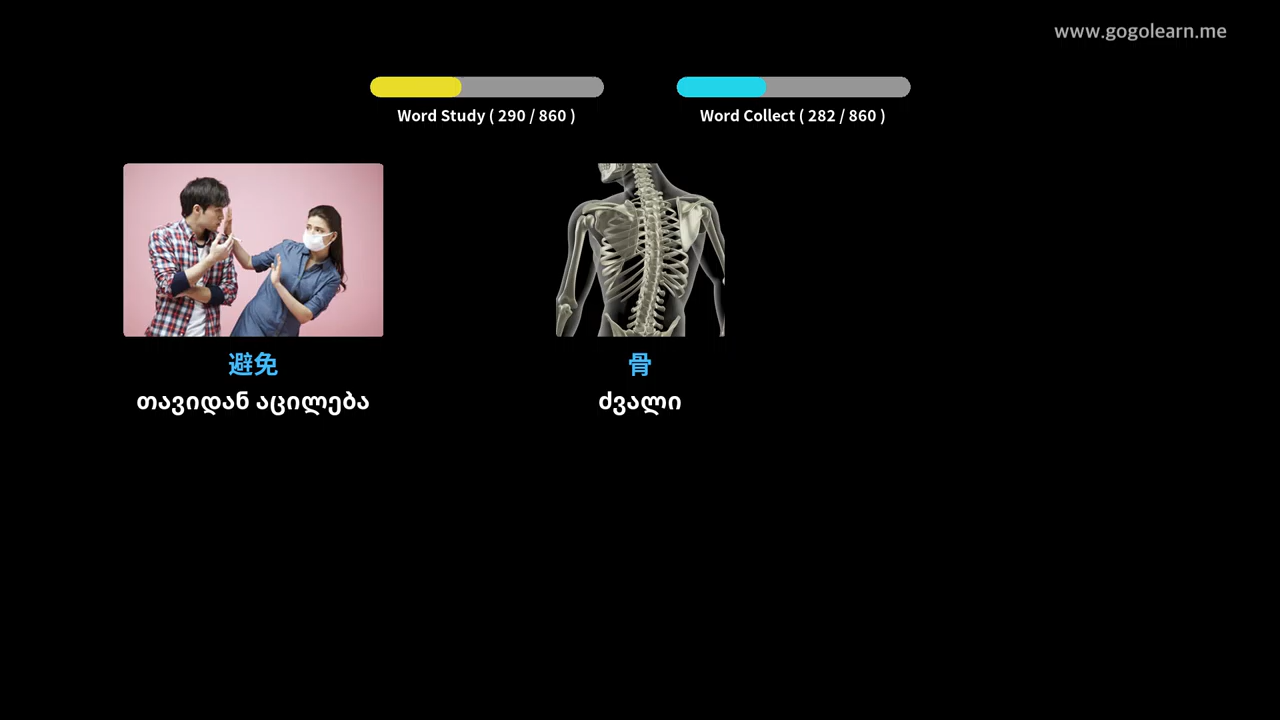 www.gogolearn.me
Word Study ( 290 / 860 )
Word Collect ( 282 / 860 )
避免
თავიდან აცილება
骨
ძვალი